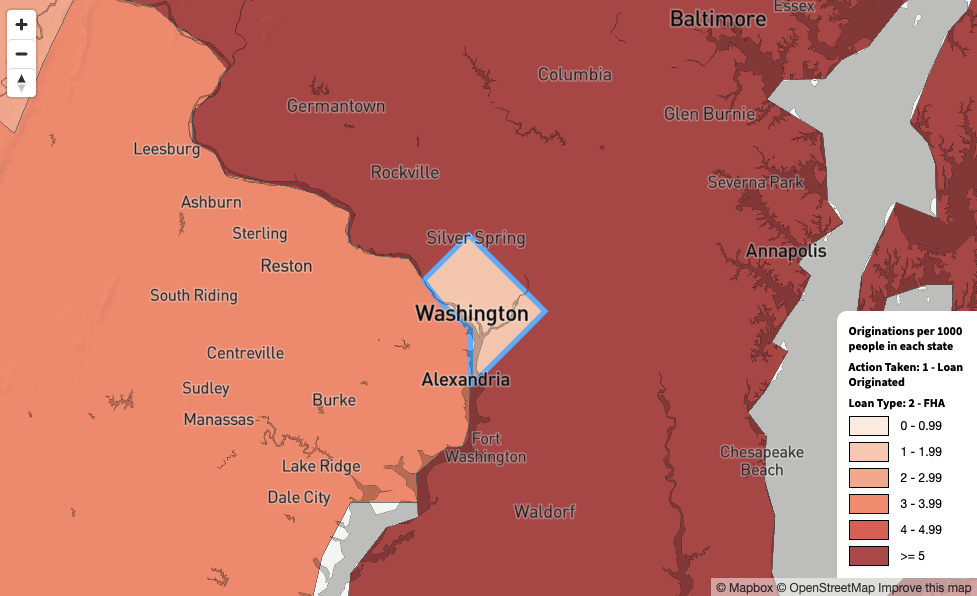 Essex
Baltimore
Columbia
Germantown
Glen Burnie
Leesburg
Rockville
Severna Park
Ashburn
Sterling
Silver Spring
Annapolis
Reston
South Riding
Washington
Centreville
Alexandria
Sudley
Burke
Manassas
Fort
Washington
Lake Ridge
Chesapeake
Beach
Dale City
Waldorf
Originations per 1000
people in each state
Action Taken: 1 - Loan
Originated
Loan Type: 2 - FHA
0 - 0.99
1 - 1.99
2 - 2.99
3 - 3.99
4 - 4.99
>= 5
© Mapbox © OpenStreetMap Improve this map